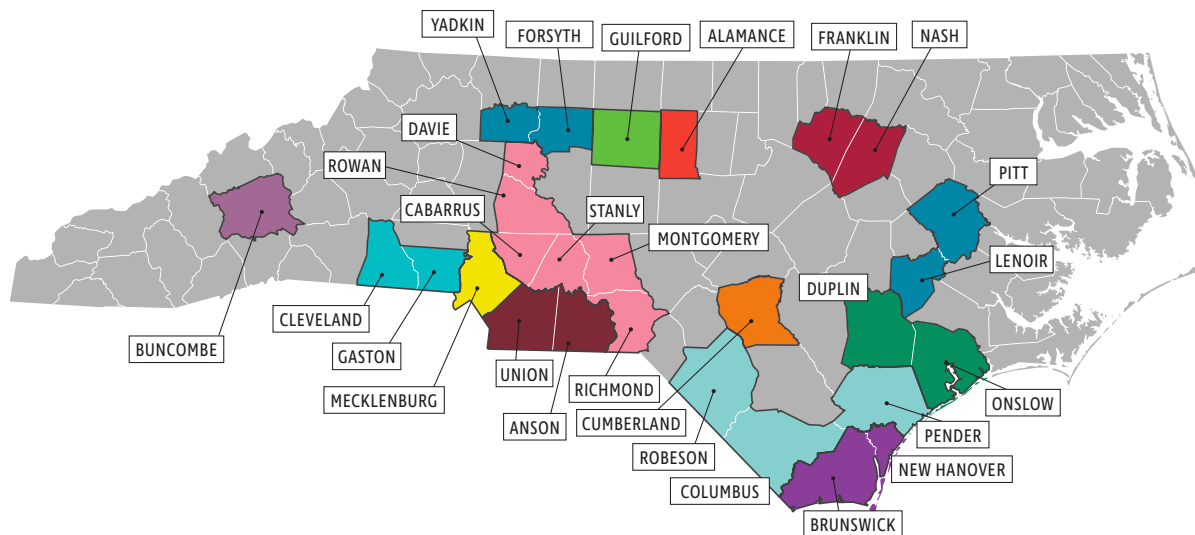 YADKIN
FORSYTH
GUILFORD
ALAMANCE
FRANKLIN
NASH
DAVIE
ROWAN
PITT
CABARRUS
STANLY
MONTGOMERY
LENOIR
DUPLIN
CLEVELAND
BUNCOMBE
GASTON
UNION
RICHMOND
MECKLENBURG
ONSLOW
ANSON
CUMBERLAND
PENDER
ROBESON
NEW HANOVER
COLUMBUS
BRUNSWICK